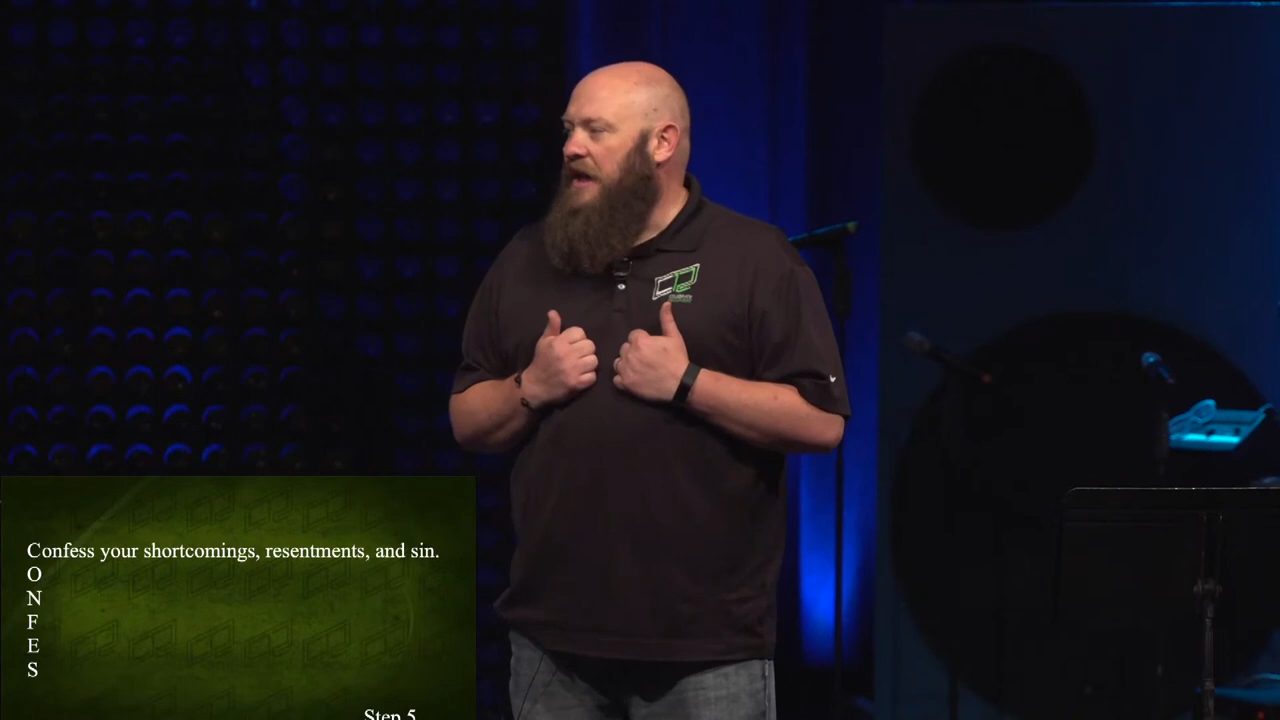 Confess your shortcomings, resentments, and sin.
O
N
F
E
S
Step 5